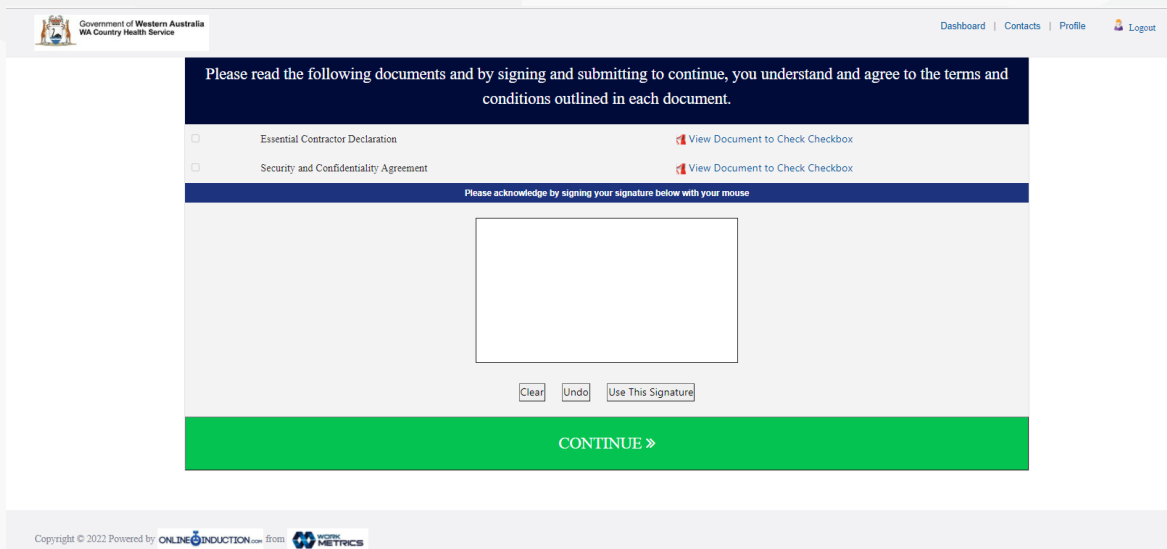 Government of Western Australia
WA Country Health Service
Dashboard | Contacts | Profile Logout
Please read the following documents and by signing and submitting to continue, you understand and agree to the terms and
conditions outlined in each document.
Essential Contractor Declaration View Document to Check Checkbox
Security and Confidentiality Agreement View Document to Check Checkbox
Please acknowledge by signing your signature below with your mouse
Clear Undo Use This Signature
CONTINUE »
Copyright © 2022 Powered by ONLINE INDUCTION.COM from WORK METRICS